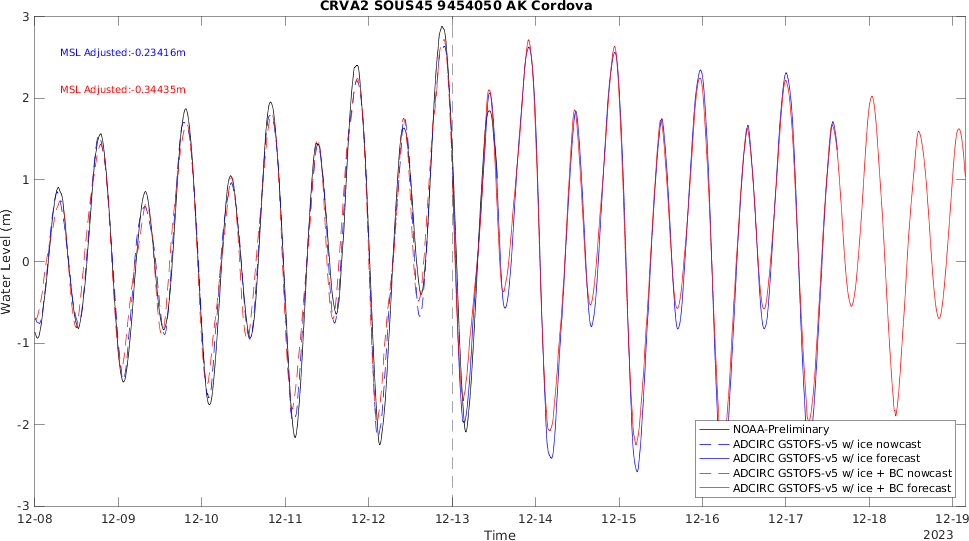 CRVA2 SOUS45 9454050 AK Cordova
MSL Adjusted:-0.23416m
MSL Adjusted:-0.34435m
Water Level (m)
3
2
1
0
-1
-2
-3
NOAA-Preliminary
ADCIRC GSTOFS-v5 w/ ice nowcast
ADCIRC GSTOFS-v5 w/ ice forecast
ADCIRC GSTOFS-v5 w/ ice + BC nowcast
ADCIRC GSTOFS-v5 w/ ice + BC forecast
12-08 12-09 12-10 12-11 12-12 12-13 12-14 12-15 12-16 12-17 12-18 12-19
Time
2023